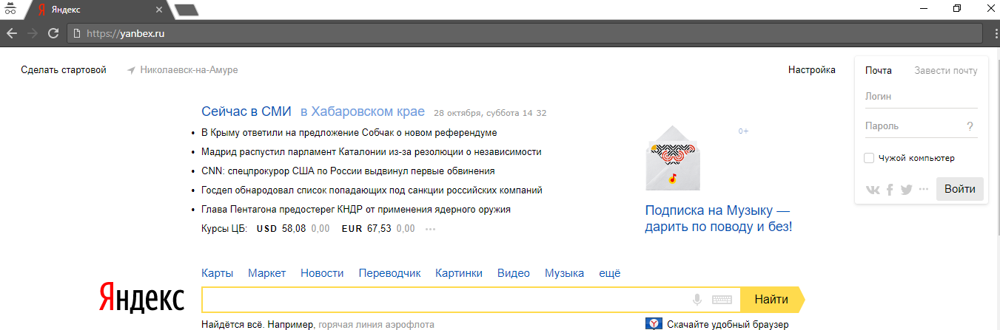 Яндекс
https://yanbex.ru
Сделать стартовой Николаевск-на-Амуре Настройка
Почта Завести почту
Логин
Пароль ?
Чужой компьютер
Войти
Сейчас в СМИ в Хабаровском крае 28 октября, суббота 14 32
В Крыму ответили на предложение Собчак о новом референдуме
Мадрид распустил парламент Каталонии из-за резолюции о независимости
CNN: спецпрокурор США по России выдвинул первые обвинения
Госдеп обнародовал список попадающих под санкции российских компаний
Глава Пентагона предостерег КНДР от применения ядерного оружия
Курсы ЦБ: USD 58,08 0,00 EUR 67,53 0,00
0+
Подписка на Музыку —
дарить по поводу и без!
Карты Маркет Новости Переводчик Картинки Видео Музыка ещё
Яндекс Найти
Найдётся всё. Например, горячая линия аэрофлота
Скачайте удобный браузер